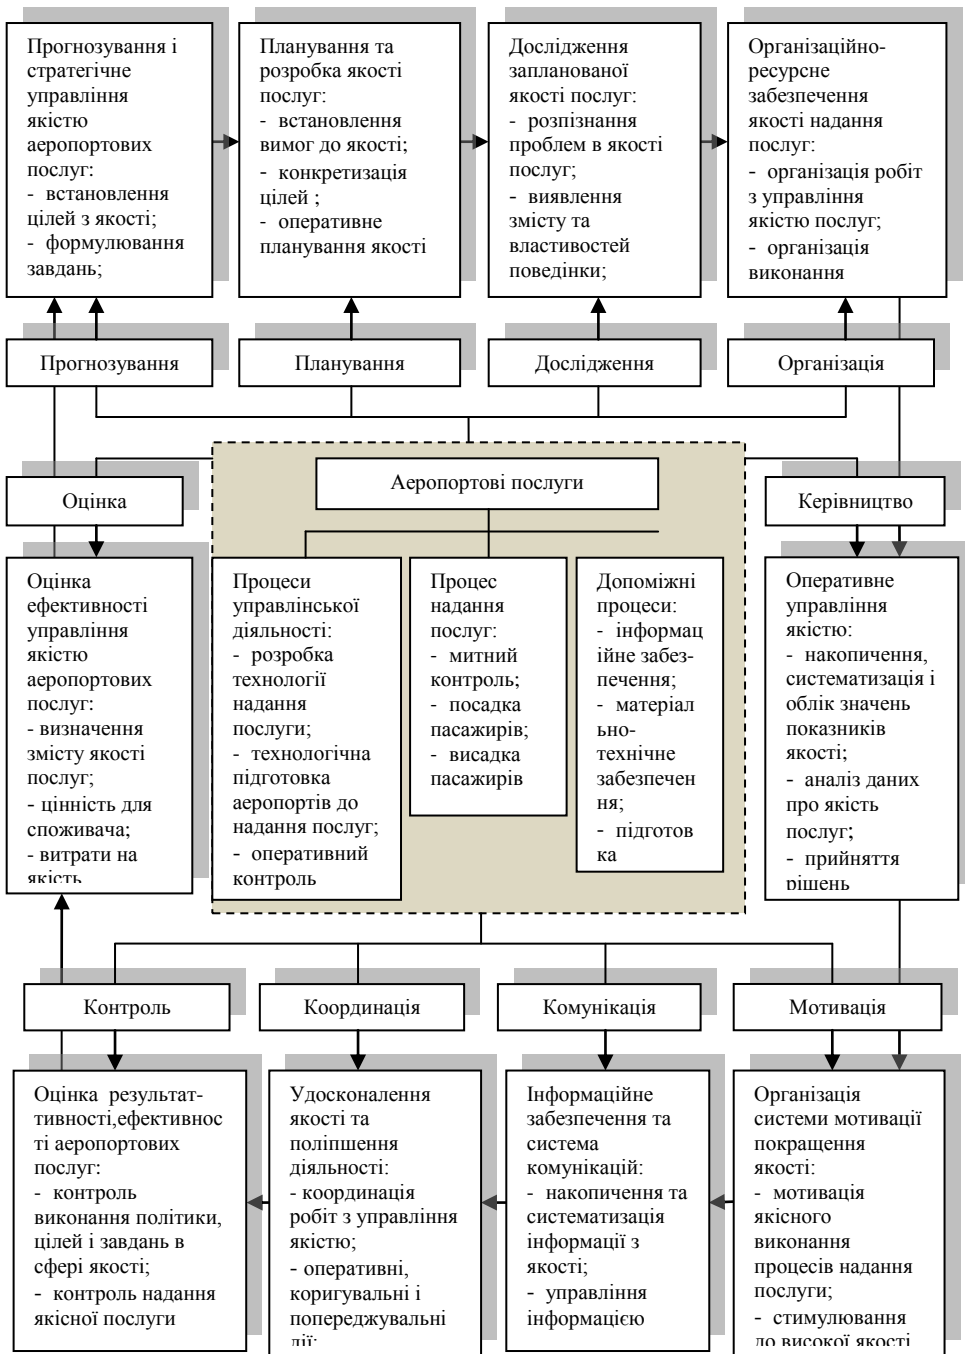 Прогнозування і
стратегічне
управління
якістю
аеропортових
послуг:
- встановлення
цілей з якості;
- формулювання
завдань;
Планування та
розробка якості
послуг:
- встановлення
вимог до якості;
- конкретизація
цілей ;
- оперативне
планування якості
Дослідження
запланованої
якості послуг:
- розпізнання
проблем в якості
послуг;
- виявлення
змісту та
властивостей
поведінки;
Організаційно-
ресурсне
забезпечення
якості надання
послуг:
- організація робіт
з управління
якістю послуг;
- організація
виконання
Прогнозування
Планування
Дослідження
Організація
Аеропортові послуги
Оцінка
Керівництво
Оцінка
ефективності
управління
якістю
аеропортових
послуг:
- визначення
змісту якості
послуг;
- цінність для
споживача;
- витрати на
якість
Процеси
управлінської
діяльності:
- розробка
технології
надання
послуги;
- технологічна
підготовка
аеропортів до
надання послуг;
- оперативний
контроль
Процес
надання
послуг:
- митний
контроль;
- посадка
пасажирів;
- висадка
пасажирів
Допоміжні
процеси:
- інформац
ійне забез-
печення;
- матеріал
ьно-
технічне
забезпечен
ня;
- підготов
ка
Оперативне
управління
якістю:
- накопичення,
систематизація і
облік значень
показників
якості;
- аналіз даних
про якість
послуг;
- прийняття
рішень
Контроль
Координація
Комунікація
Мотивація
Оцінка результат-
тивності,ефективнос
ті аеропортових
послуг:
- контроль
виконання політики,
цілей і завдань в
сфері якості;
- контроль надання
якісної послуги
Удосконалення
якості та
поліпшення
діяльності:
- координація
робіт з управління
якістю;
- оперативні,
коригувальні і
попереджувальні
дії;
Інформаційне
забезпечення та
система
комунікацій:
- накопичення та
систематизація
інформації з
якості;
- управління
інформацією
Організація
системи мотивації
покращення
якості:
- мотивація
якісного
виконання
процесів надання
послуги;
- стимулювання
до високої якості